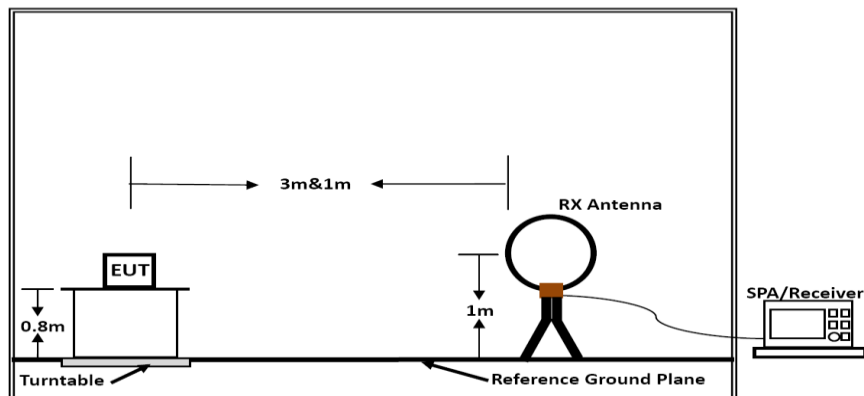 3m&1m
RX Antenna
EUT
SPA/Receiver
0.8m
1m
Turntable
Reference Ground Plane